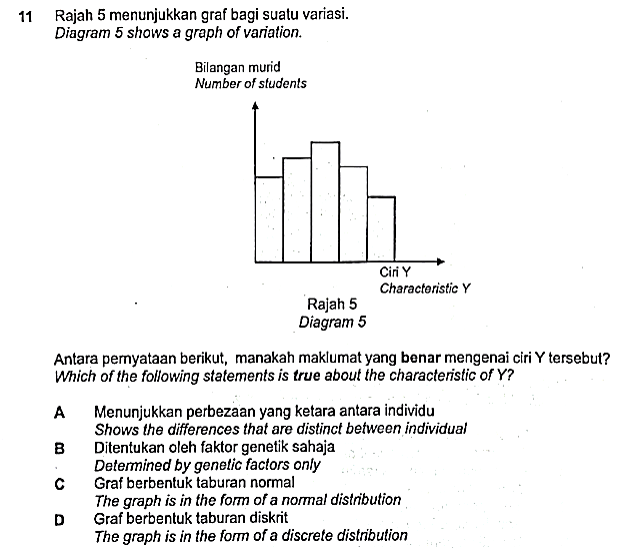 11 Rajah 5 menunjukkan graf bagi suatu variasi.
Diagram 5 shows a graph of variation.
Bilangan murid
Number of students
Ciri Y
Characteristic Y
Rajah 5
Diagram 5
Antara pernyataan berikut, manakah maklumat yang benar mengenai ciri Y tersebut?
Which of the following statements is true about the characteristic of Y?
A Menunjukkan perbezaan yang ketara antara individu
Shows the differences that are distinct between individual
B Ditentukan oleh faktor genetik sahaja
Determined by genetic factors only
C Graf berbentuk taburan normal
The graph is in the form of a normal distribution
D Graf berbentuk taburan diskrit
The graph is in the form of a discrete distribution